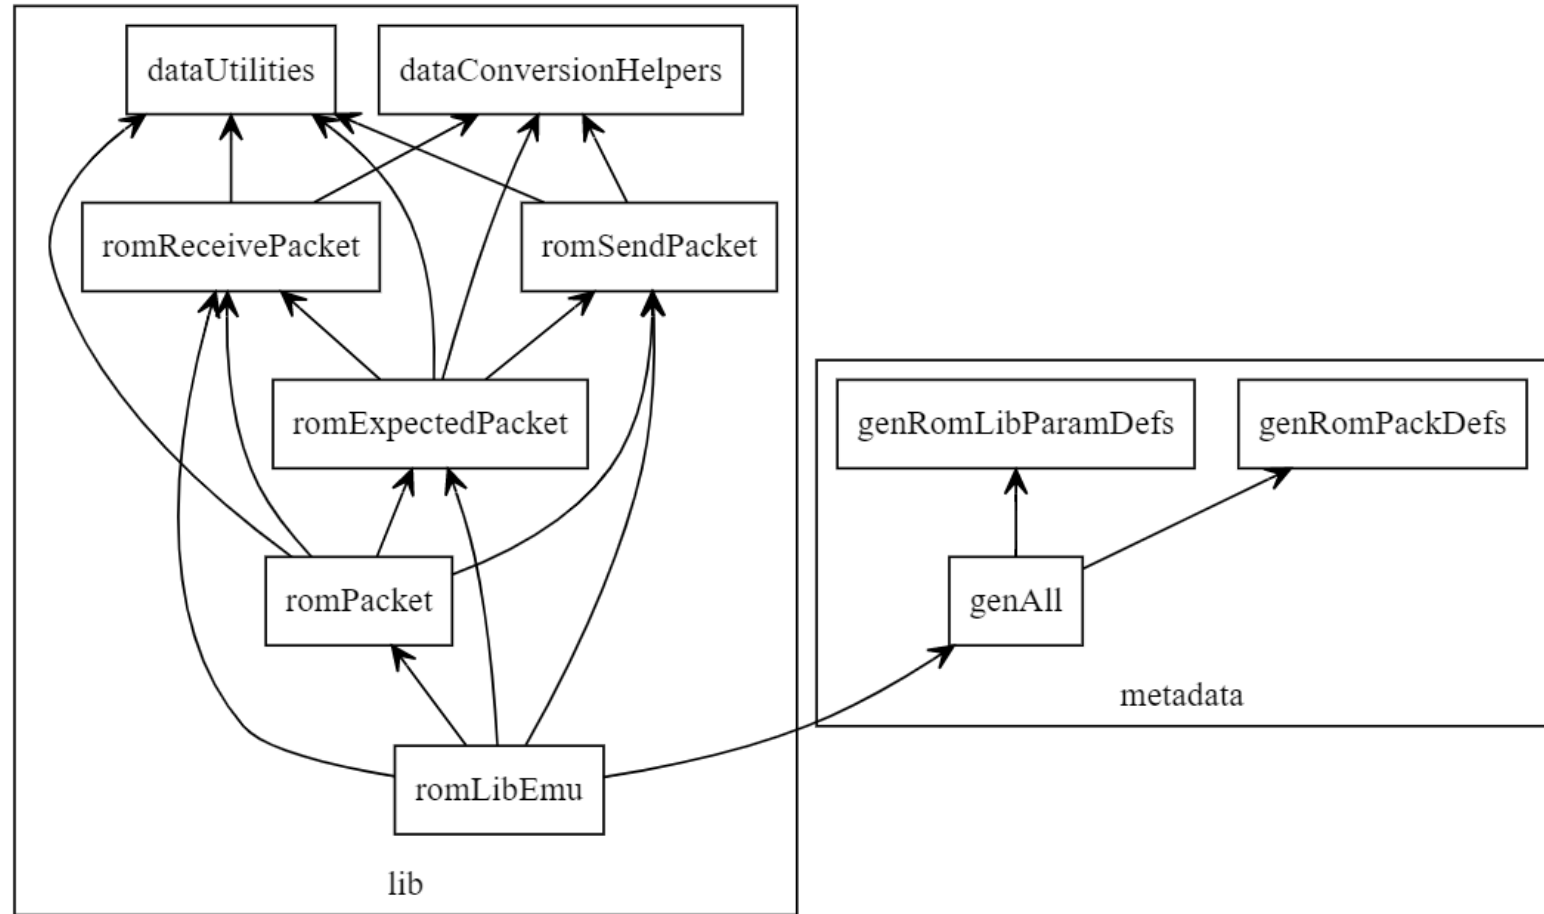 dataUtilities
dataConversionHelpers
romReceivePacket
romSendPacket
romExpectedPacket
genRomLibParamDefs
genRomPackDefs
romPacket
genAll
metadata
romLibEmu
lib